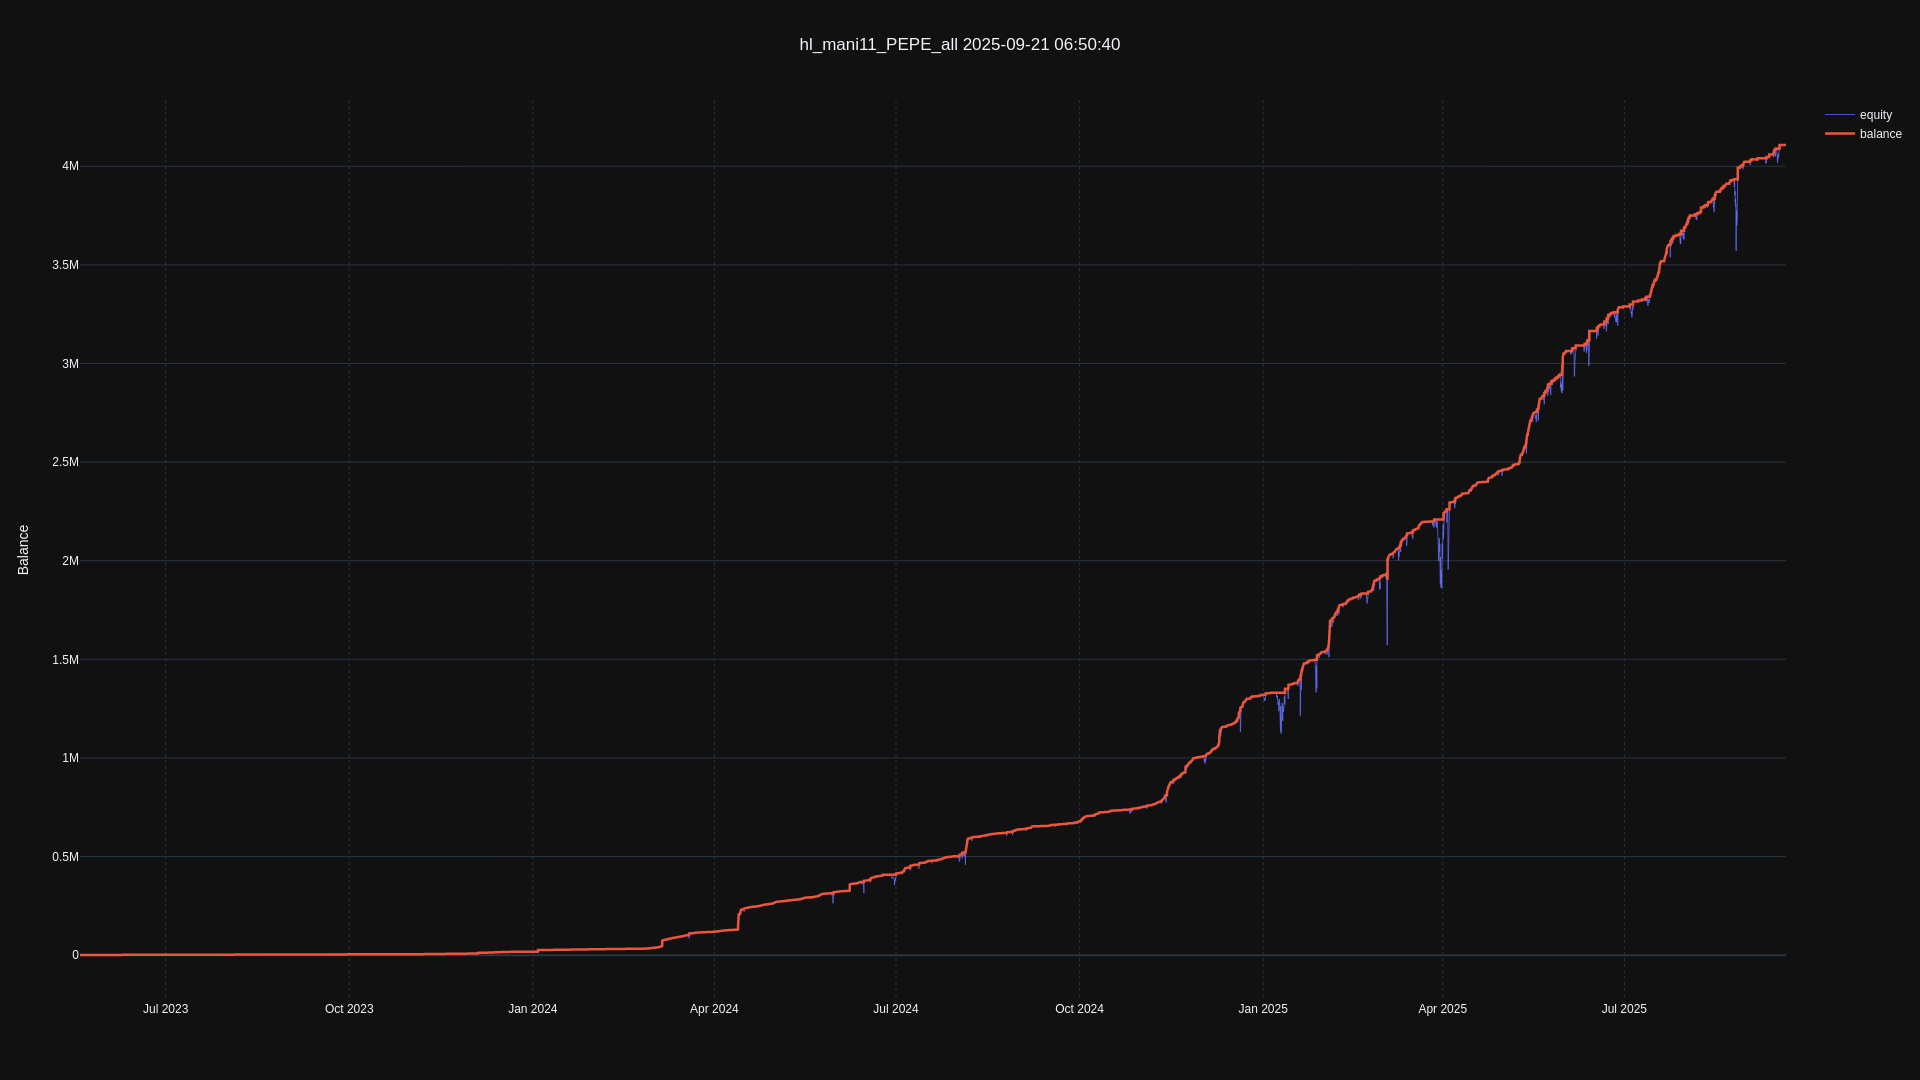 hl_mani11_PEPE_all 2025-09-21 06:50:40
equity
balance
4M
3.5M
3M
2.5M
2M
1.5M
1M
0.5M
0
Balance
Jul 2023
Oct 2023
Jan 2024
Apr 2024
Jul 2024
Oct 2024
Jan 2025
Apr 2025
Jul 2025